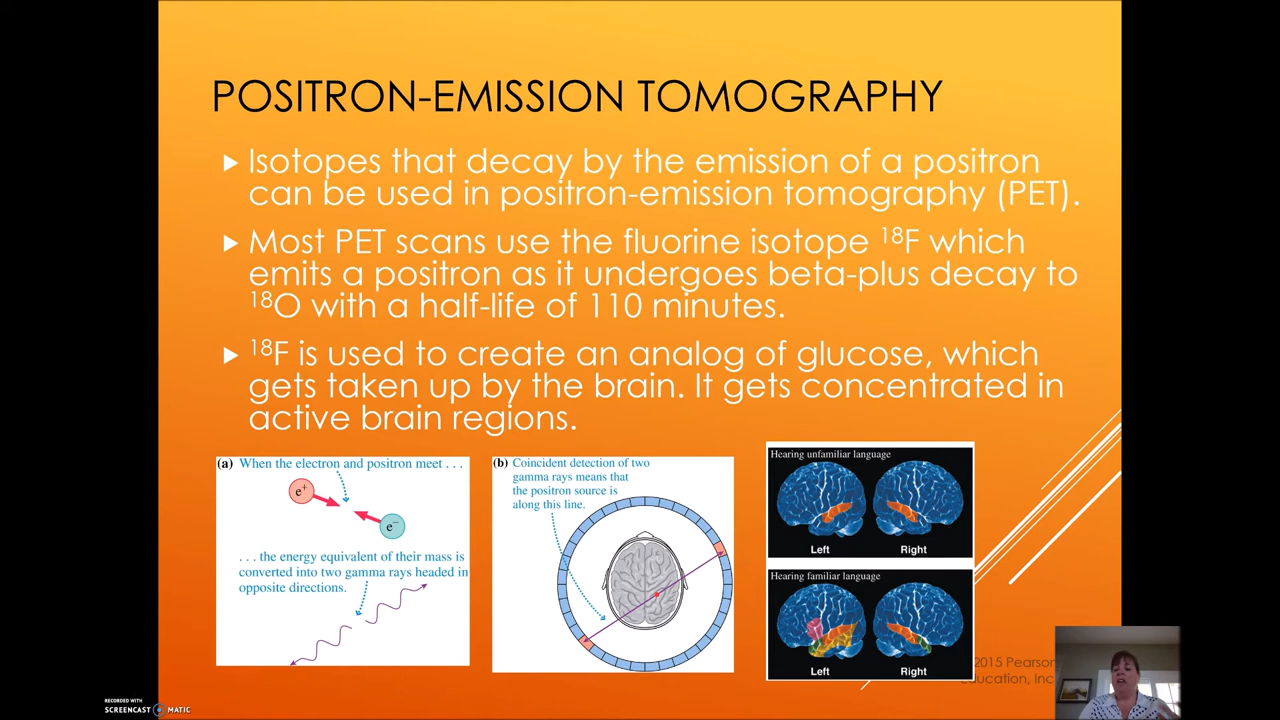 POSITRON-EMISSION TOMOGRAPHY
Isotopes that decay by the emission of a positron
can be used in positron-emission tomography (PET).
Most PET scans use the fluorine isotope ¹⁸F which
emits a positron as it undergoes beta-plus decay to
¹⁸O with a half-life of 110 minutes.
¹⁸F is used to create an analog of glucose, which
gets taken up by the brain. It gets concentrated in
active brain regions.
(a) When the electron and positron meet . . .
e⁺
e⁻
. . . the energy equivalent of their mass is
converted into two gamma rays headed in
opposite directions.
(b) Coincident detection of two
gamma rays means that
the positron source is
along this line.
Hearing unfamiliar language
Left Right
Hearing familiar language
Left Right
2015 Pearson
Education, Inc
RECORDED WITH
SCREENCAST MATIC